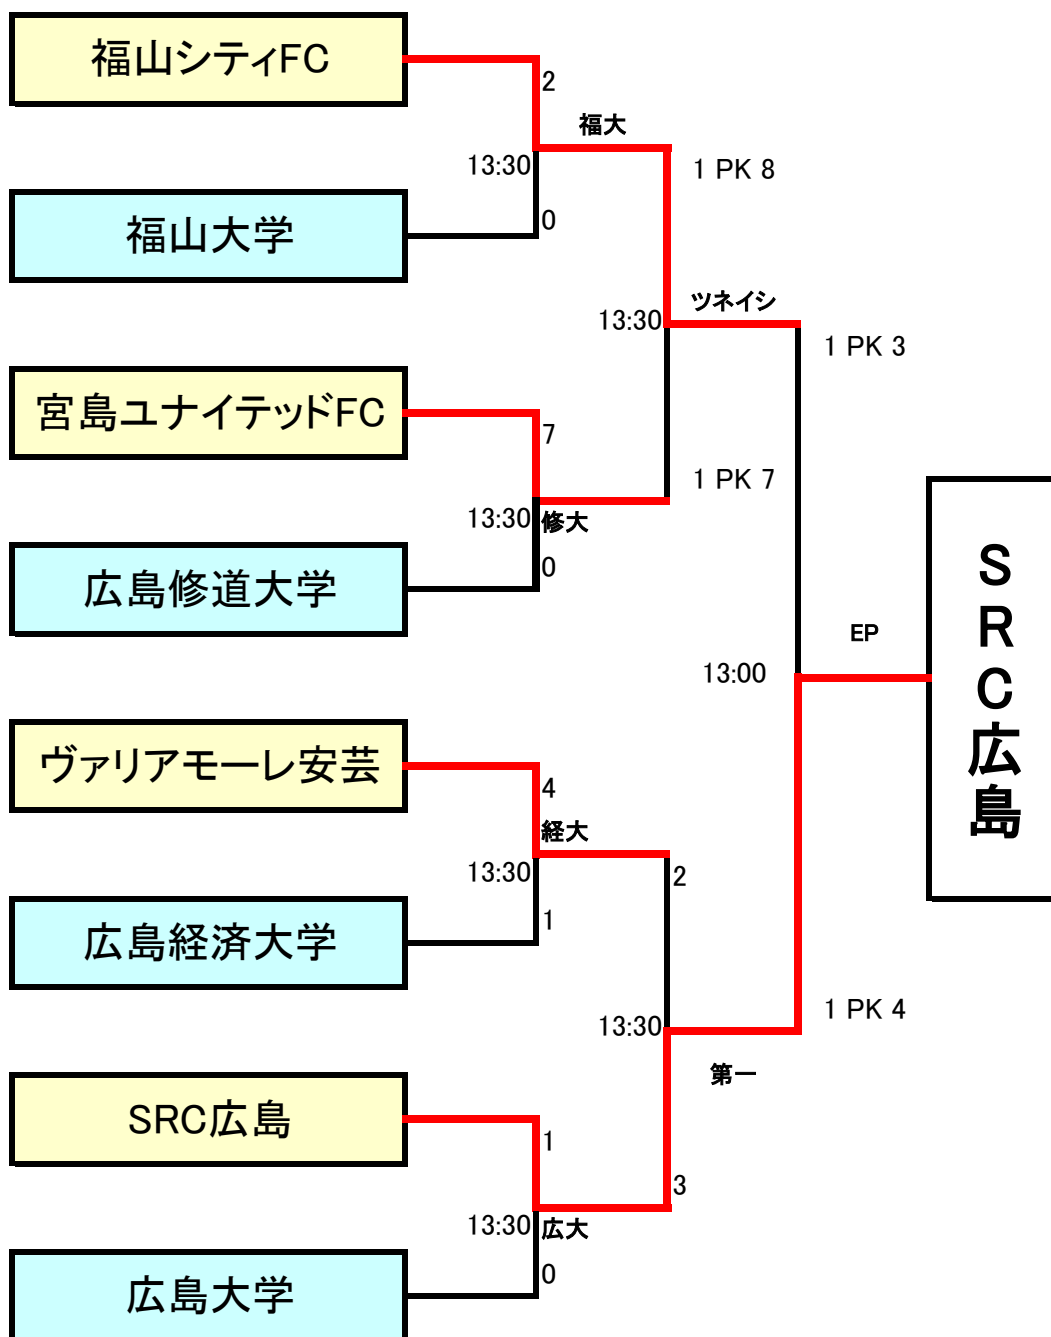 福山シティFC
2
福大
13:30
1 PK 8
福山大学
0
ツネイシ
13:30
1 PK 3
宮島ユナイテッドFC
7
1 PK 7
13:30
修大
広島修道大学
0
SRC広島
EP
13:00
ヴァリアモーレ安芸
4
経大
13:30
2
広島経済大学
1
1 PK 4
13:30
第一
SRC広島
1
3
13:30
広大
広島大学
0